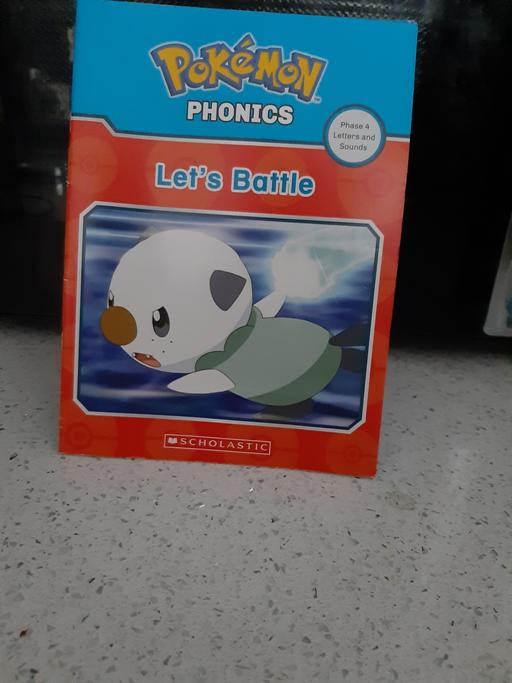 POKéMON
PHONICS
Phase 4
Letters and
Sounds
Let's Battle
SCHOLASTIC